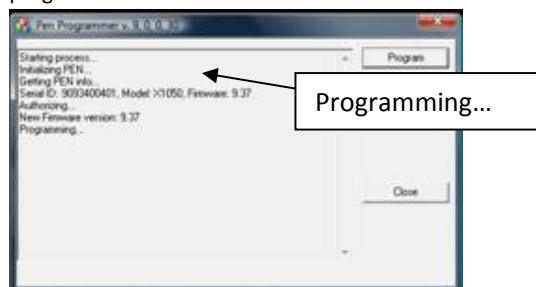 Pen Programmer v. 9, 0, 0, 30
Starting process...
Initializing PEN...
Getting PEN info...
Serial ID: 9093400401, Model: X1050, Firmware: 9.37
Authorizing...
New Firmware version: 9.37
Programming...
Program
Programming...
Close